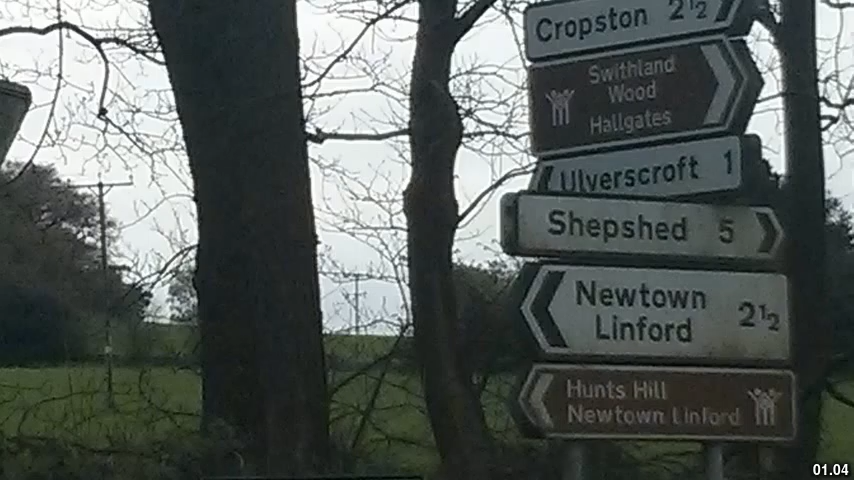 Cropston 2½
Swithland
Wood
Hallgates
Ulverscroft 1
Shepshed 5
Newtown
Linford 2½
Hunts Hill
Newtown Linford
01.04